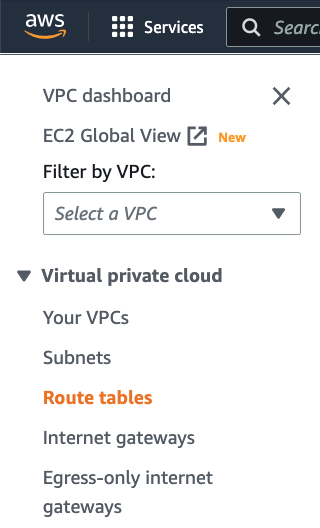 aws
Services
Search
VPC dashboard
EC2 Global View New
Filter by VPC:
Select a VPC
Virtual private cloud
Your VPCs
Subnets
Route tables
Internet gateways
Egress-only internet
gateways